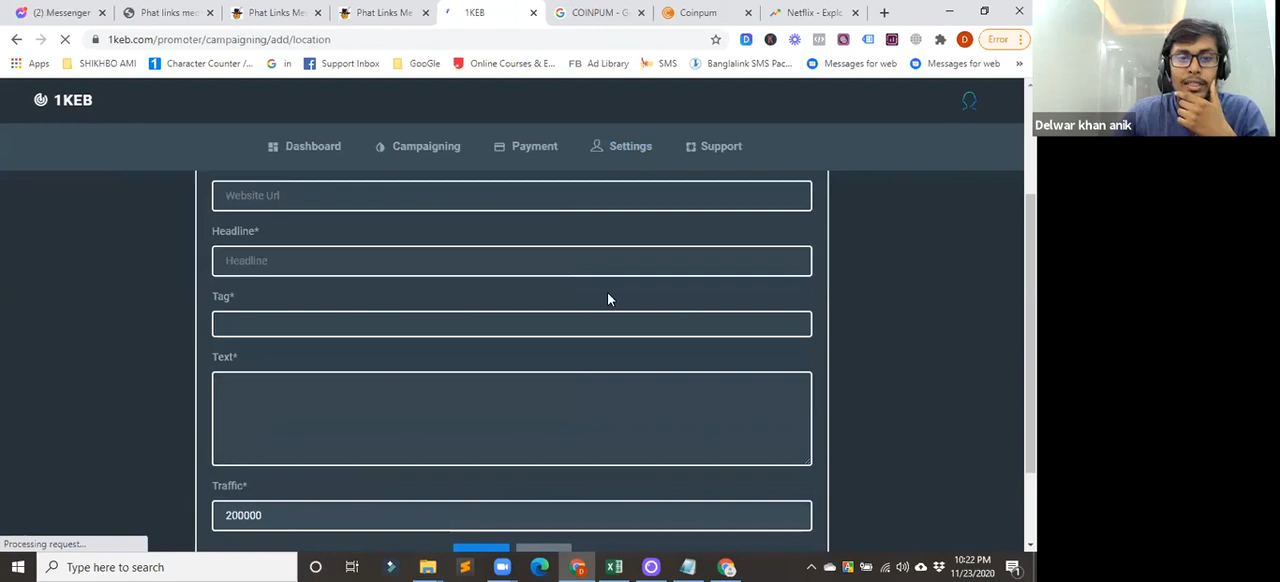 (2) Messenger
Phat links med
Phat Links Me
Phat Links Me
1KEB
COINPUM - G
Coinpum
Netflix - Explo
1keb.com/promoter/campaigning/add/location
Error
Apps
SHIKHBO AMI
Character Counter /...
in
Support Inbox
GooGle
Online Courses & E...
FB Ad Library
SMS
Banglalink SMS Pac...
Messages for web
Messages for web
»
1KEB
Delwar khan anik
Dashboard
Campaigning
Payment
Settings
Support
Website Url
Headline*
Headline
Tag*
Text*
Traffic*
200000
Processing request...
Type here to search
10:22 PM
11/23/2020